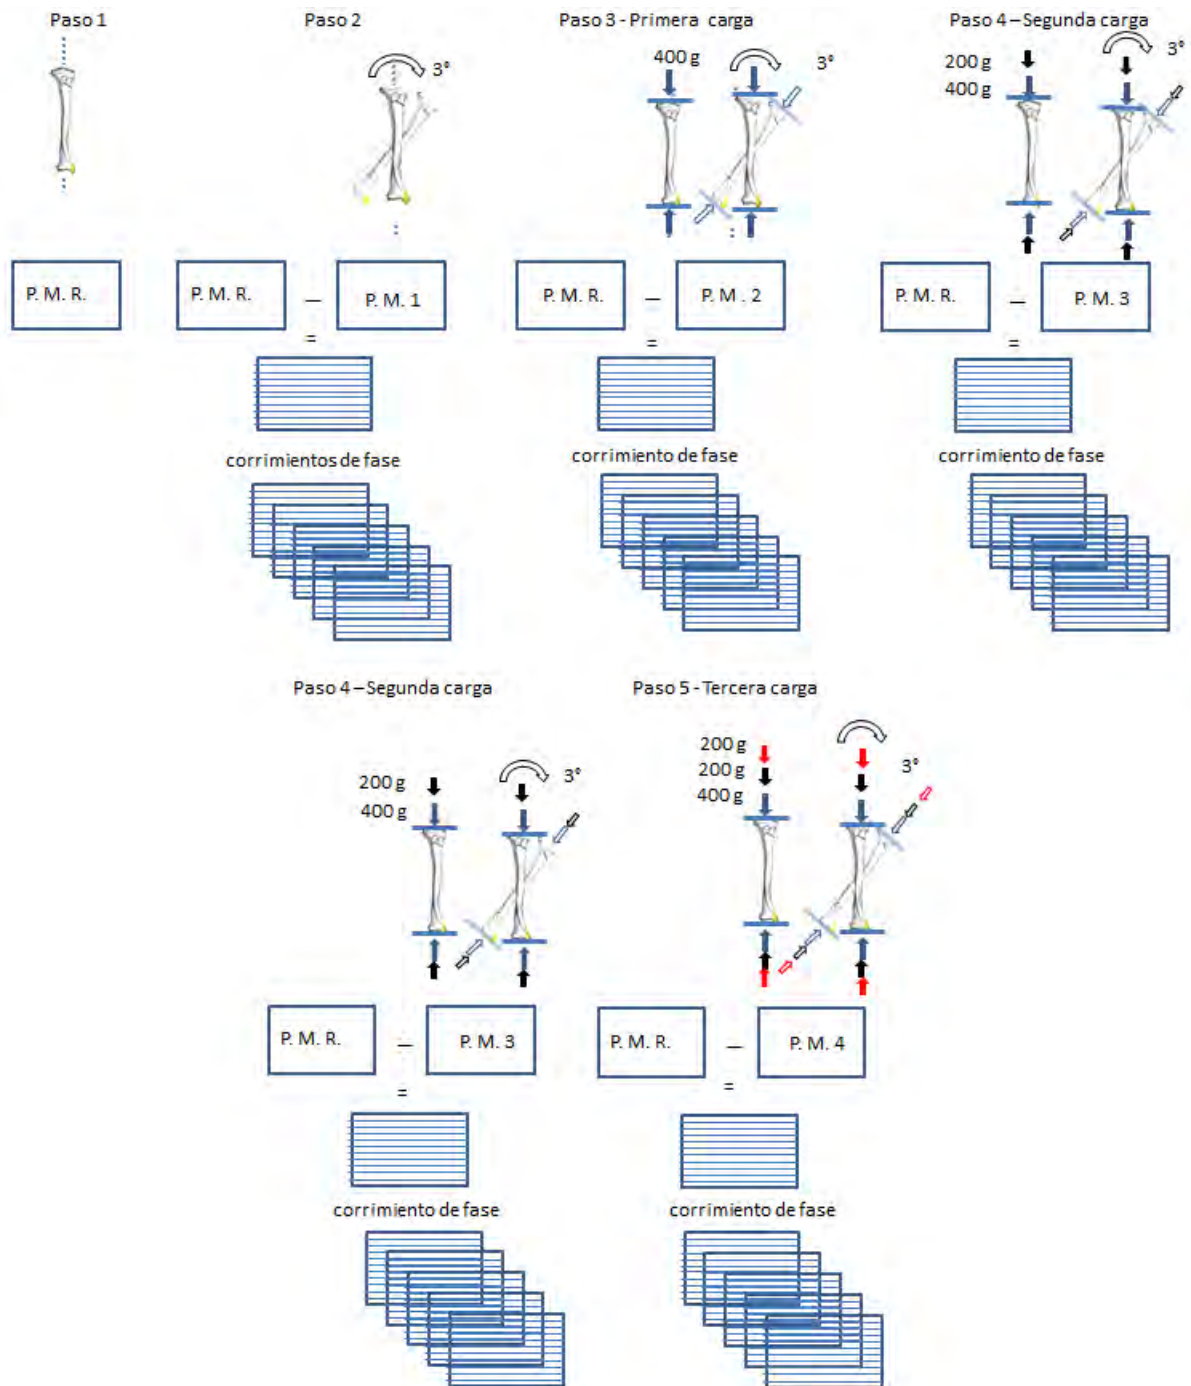 Paso 1
Paso 2
Paso 3 - Primera carga
Paso 4 – Segunda carga
3°
400 g
3°
200 g
400 g
3°
P. M. R.
P. M. R.
—
P. M. 1
=
P. M. R.
—
P. M . 2
=
P. M. R.
—
P. M. 3
=
corrimientos de fase
corrimiento de fase
corrimiento de fase
Paso 4 – Segunda carga
Paso 5 - Tercera carga
200 g
400 g
3°
200 g
200 g
400 g
3°
P. M. R.
—
P. M. 3
=
P. M. R.
—
P. M. 4
=
corrimiento de fase
corrimiento de fase